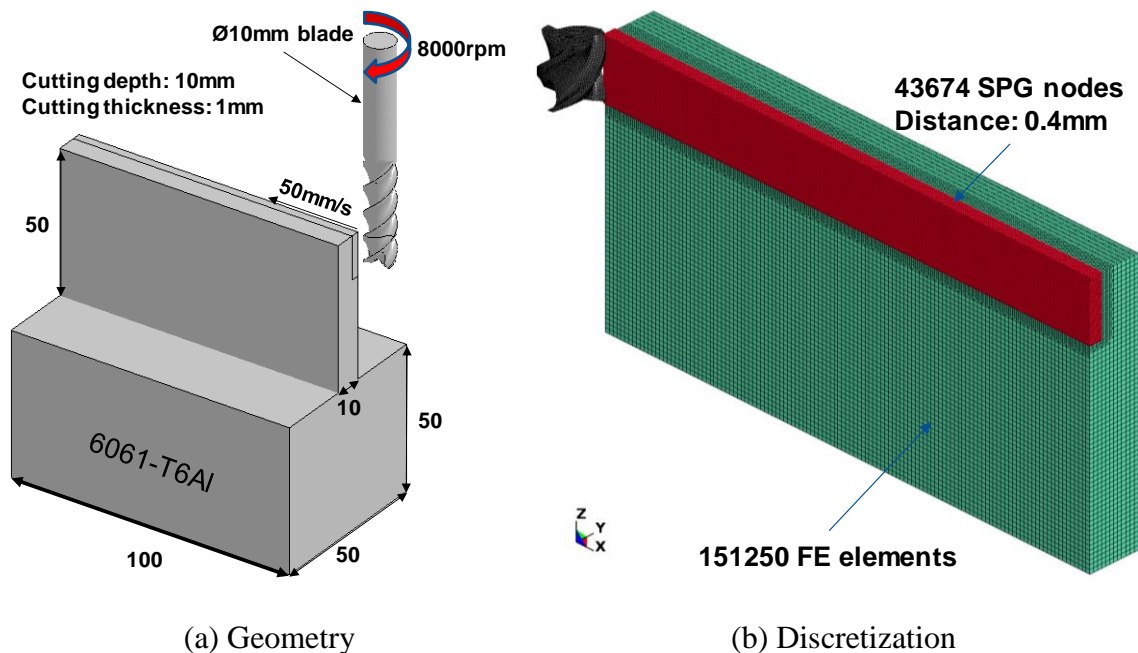 Ø10mm blade
8000rpm
Cutting depth: 10mm
Cutting thickness: 1mm
50mm/s
50
10
50
6061-T6Al
100
50
(a) Geometry
43674 SPG nodes
Distance: 0.4mm
Z
Y
X
151250 FE elements
(b) Discretization